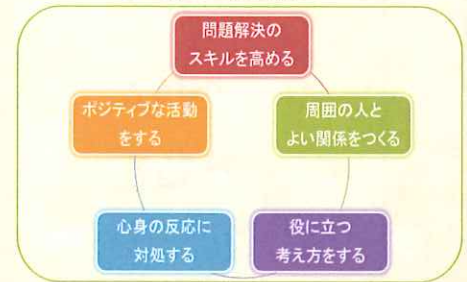 問題解決の
スキルを高める
ポジティブな活動
をする
周囲の人と
よい関係をつくる
心身の反応に
対処する
役に立つ
考え方をする